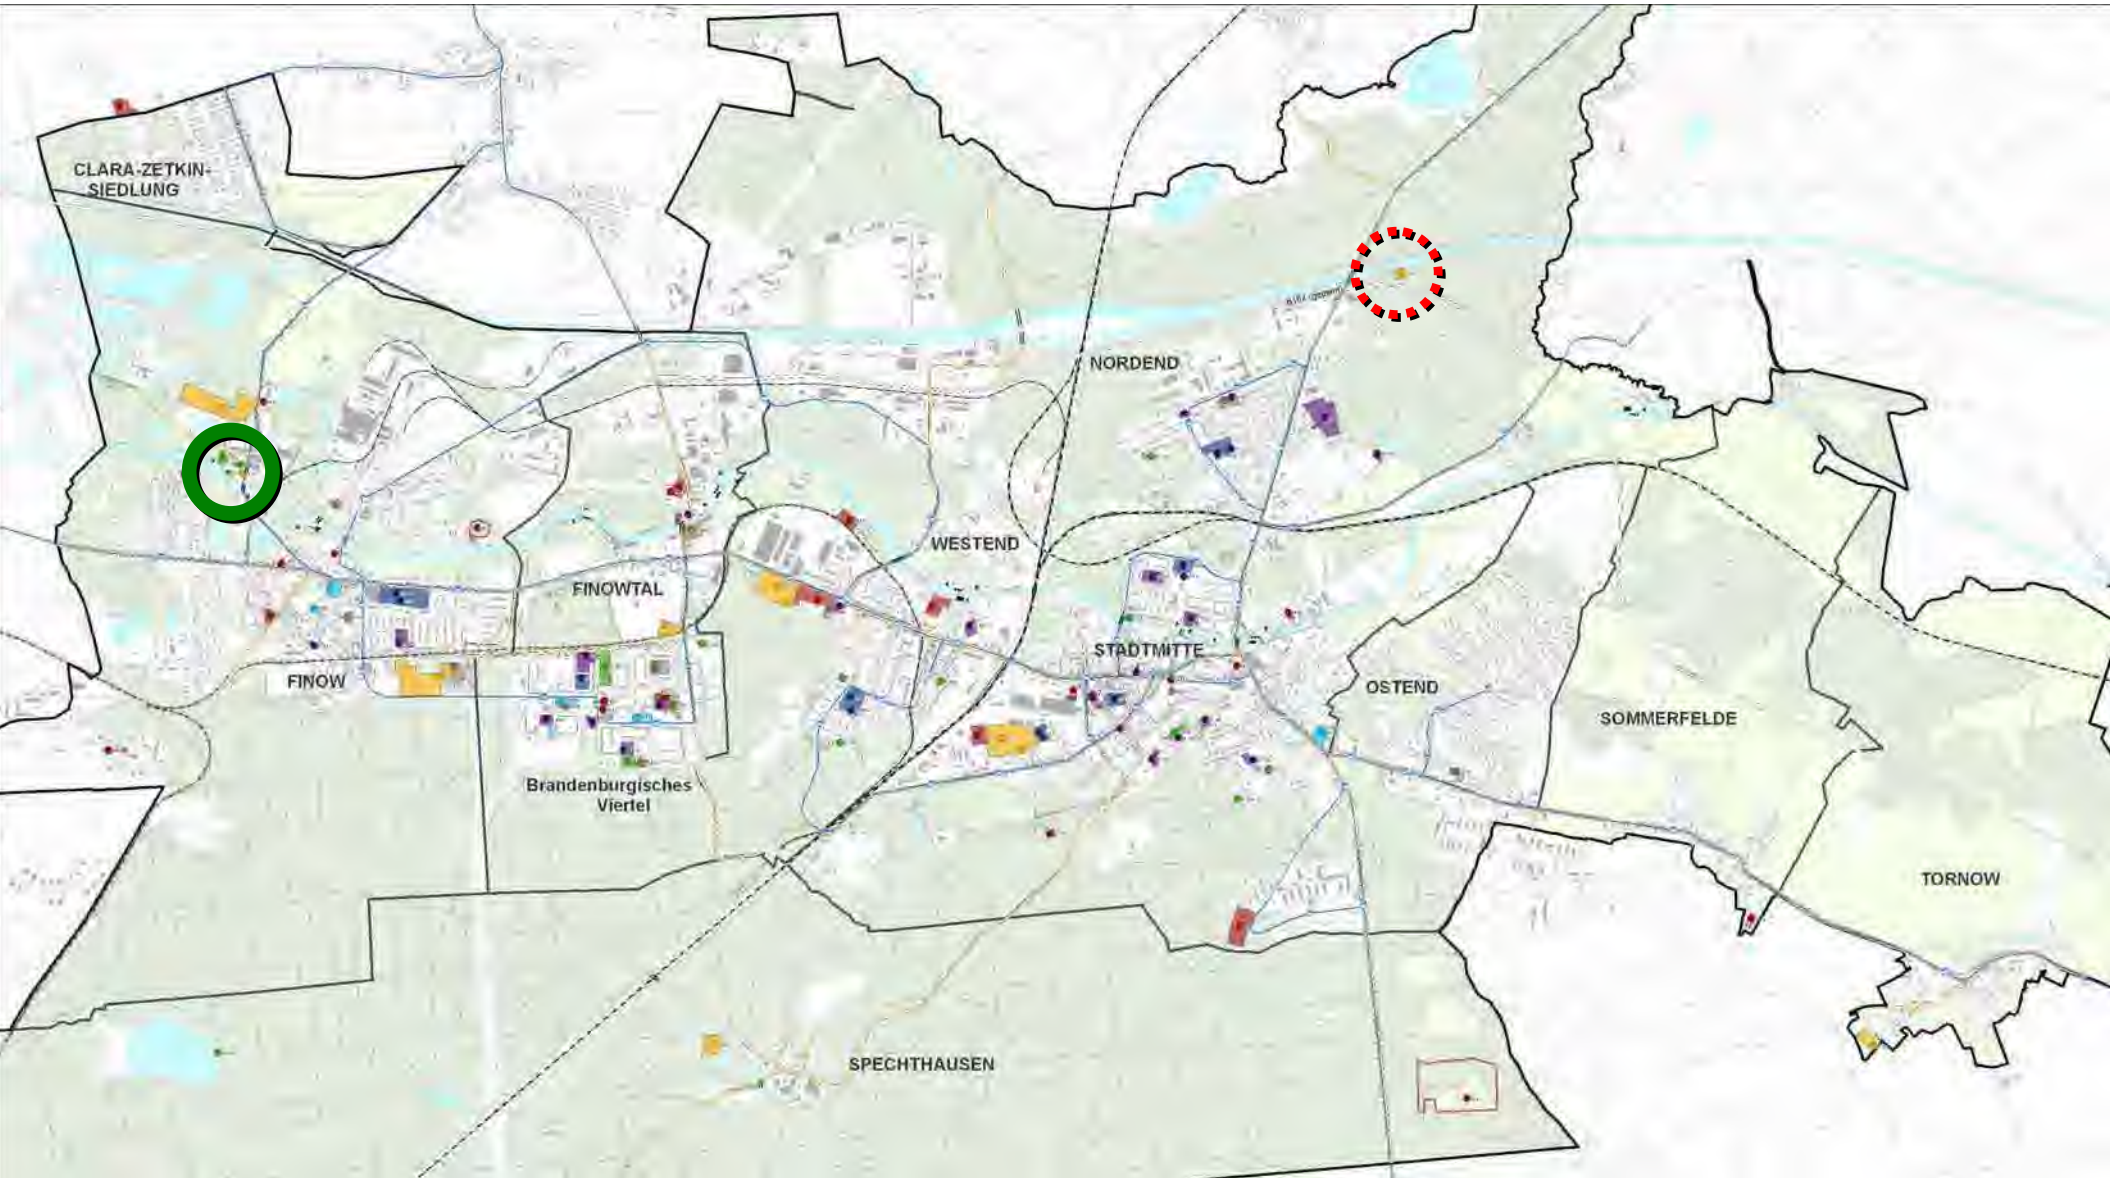 CLARA-ZETKIN-
SIEDLUNG
NORDEND
WESTEND
FINOWTAL
STADTMITTE
FINOW
OSTEND
SOMMERFELDE
Brandenburgisches
Viertel
TORNOW
SPECHTHAUSEN